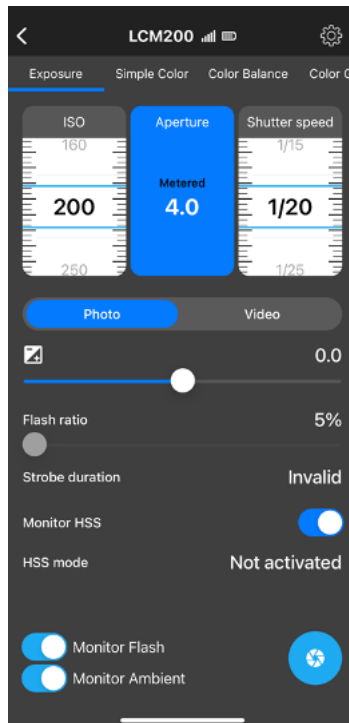 LCM200
Exposure Simple Color Color Balance Color
ISO Aperture Shutter speed
160 1/15
Metered
200 4.0 1/20
250 1/25
Photo Video
0.0
Flash ratio 5%
Strobe duration Invalid
Monitor HSS
HSS mode Not activated
Monitor Flash
Monitor Ambient